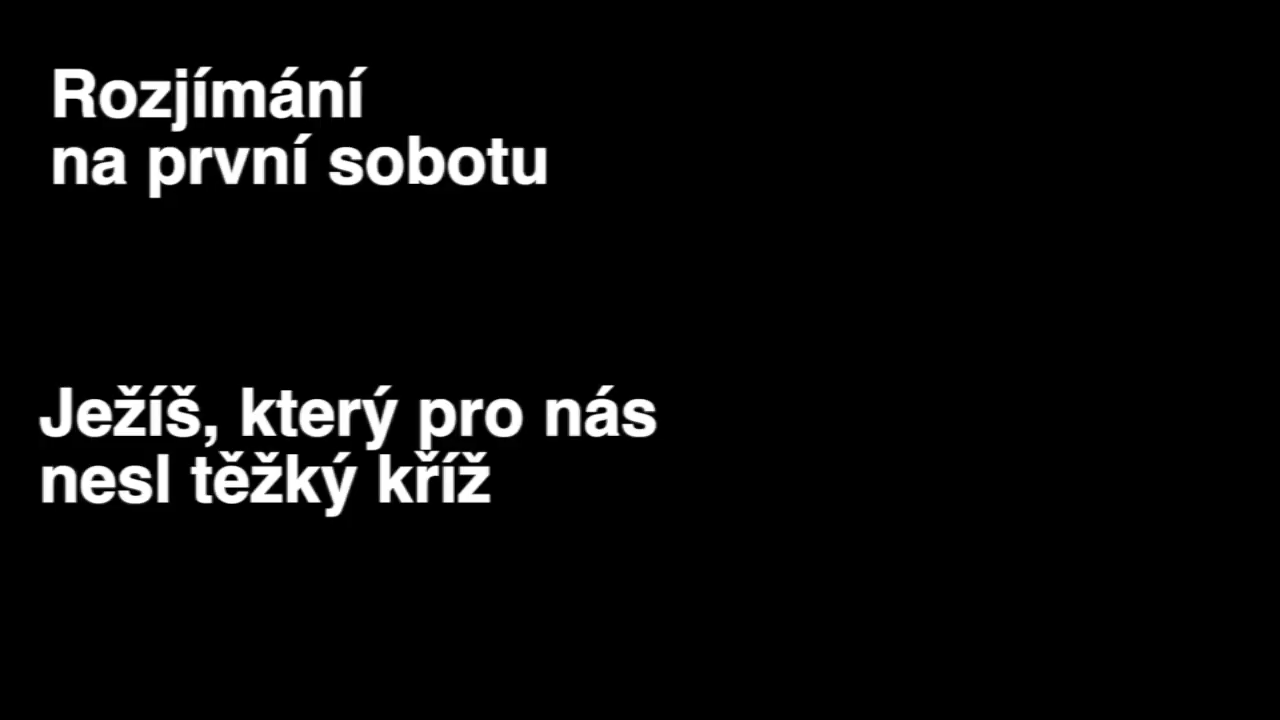 Rozjímání
na první sobotu
Ježíš, který pro nás
nesl těžký kříž